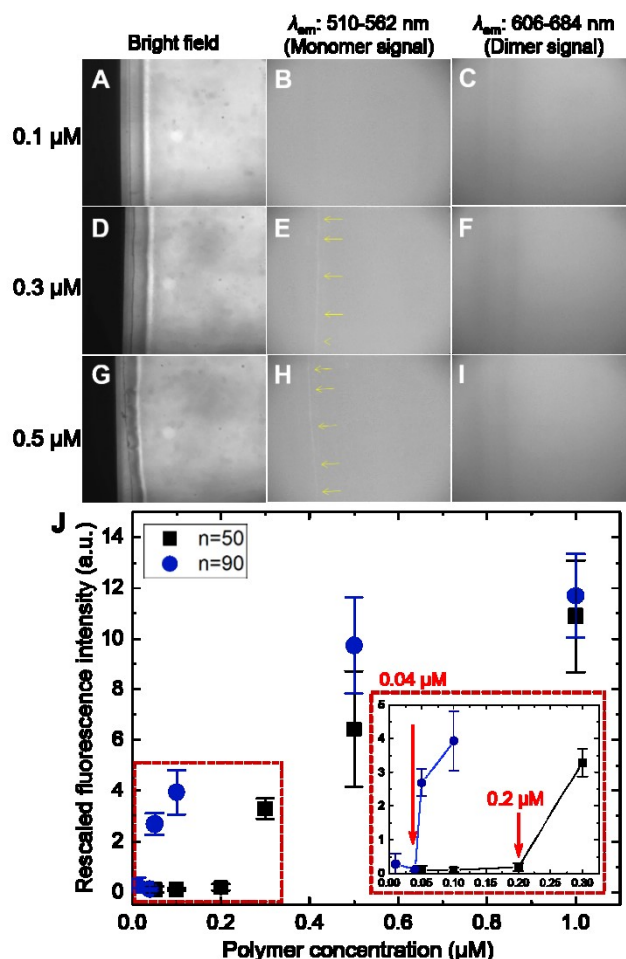 Bright field
λem: 510-562 nm
(Monomer signal)
λem: 606-684 nm
(Dimer signal)
0.1 µM
A
B
C
0.3 µM
D
E
F
0.5 µM
G
H
I
J
n=50
n=90
Rescaled fluorescence intensity (a.u.)
14
12
10
8
6
4
2
0
0.0 0.2 0.4 0.6 0.8 1.0
Polymer concentration (µM)
0.04 µM
0.2 µM
5
4
3
2
1
0
0.00 0.05 0.10 0.15 0.20 0.25 0.30